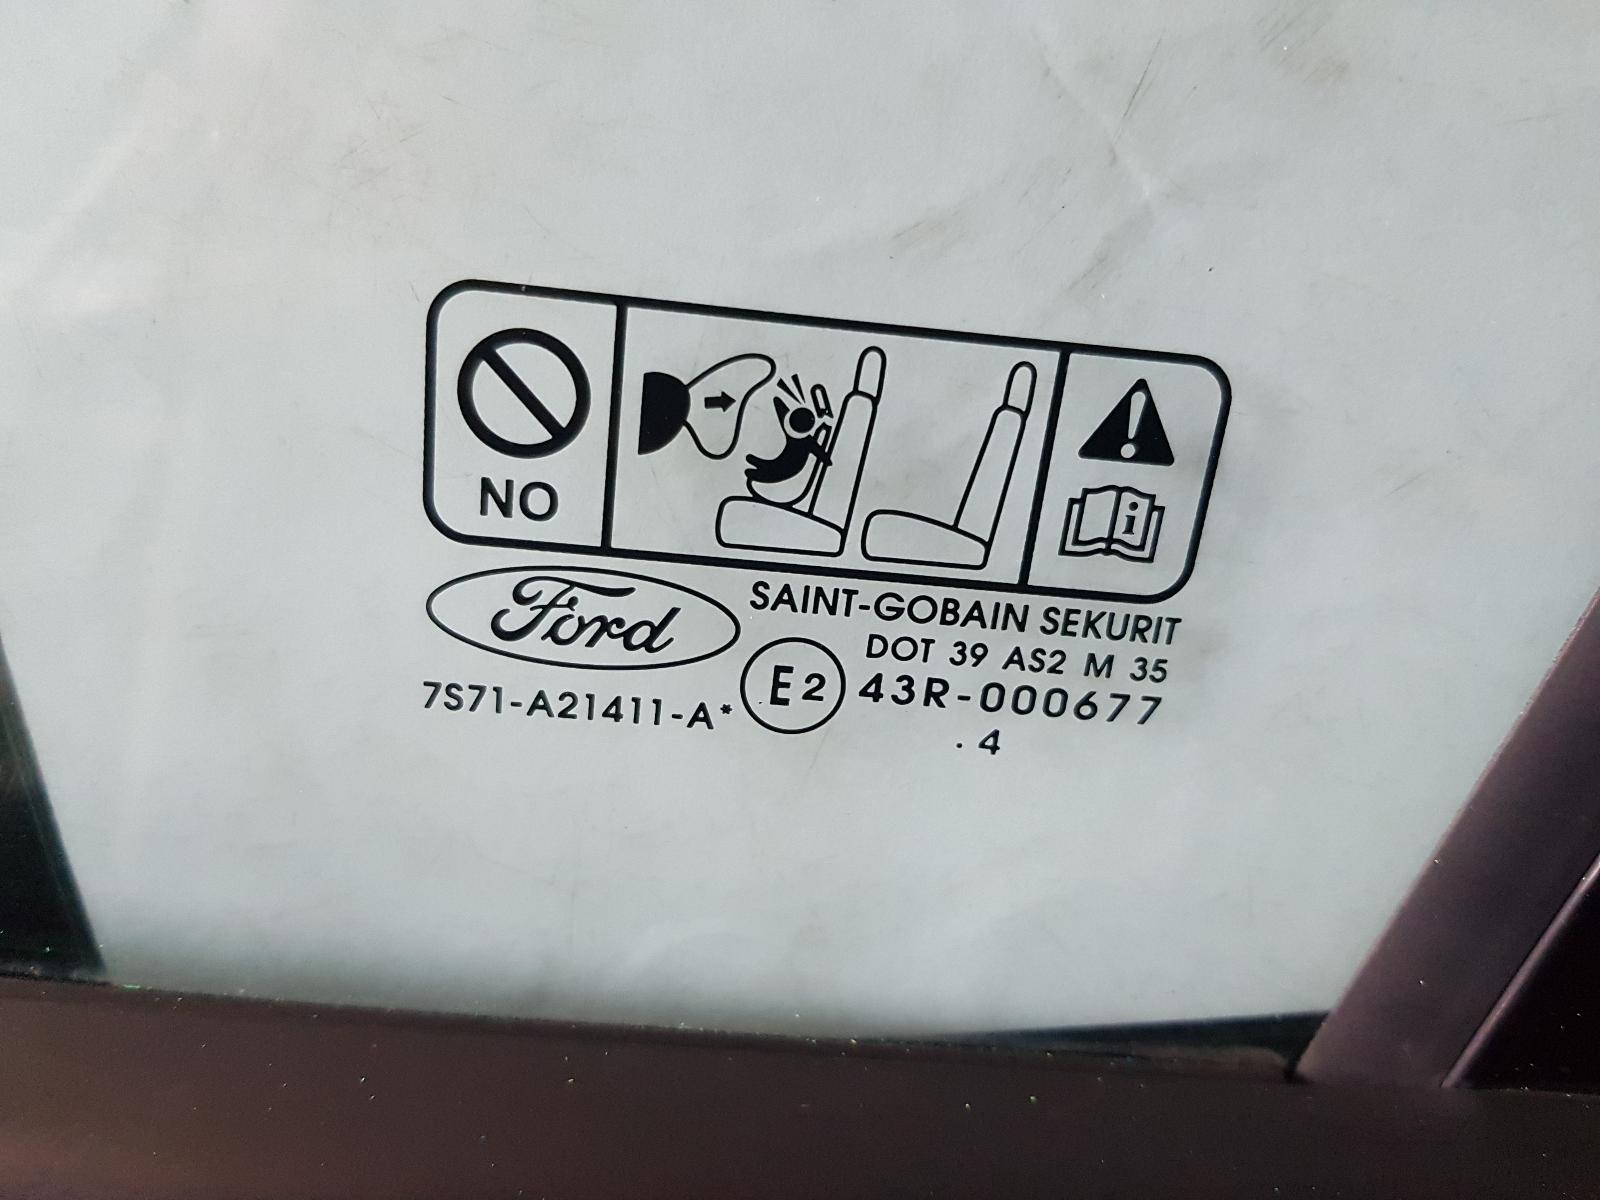 NO
i
Ford
SAINT-GOBAIN SEKURIT
DOT 39 AS2 M 35
7S71-A21411-A*
E2 43R-000677
. 4